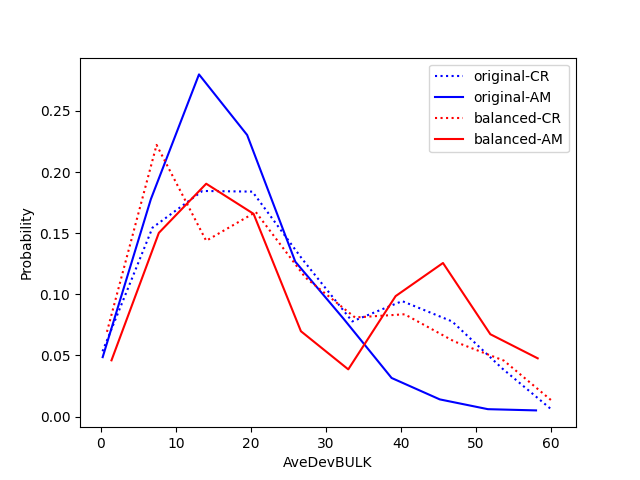 original-CR
original-AM
balanced-CR
balanced-AM
0.25
0.20
0.15
0.10
0.05
0.00
Probability
0 10 20 30 40 50 60
AveDevBULK